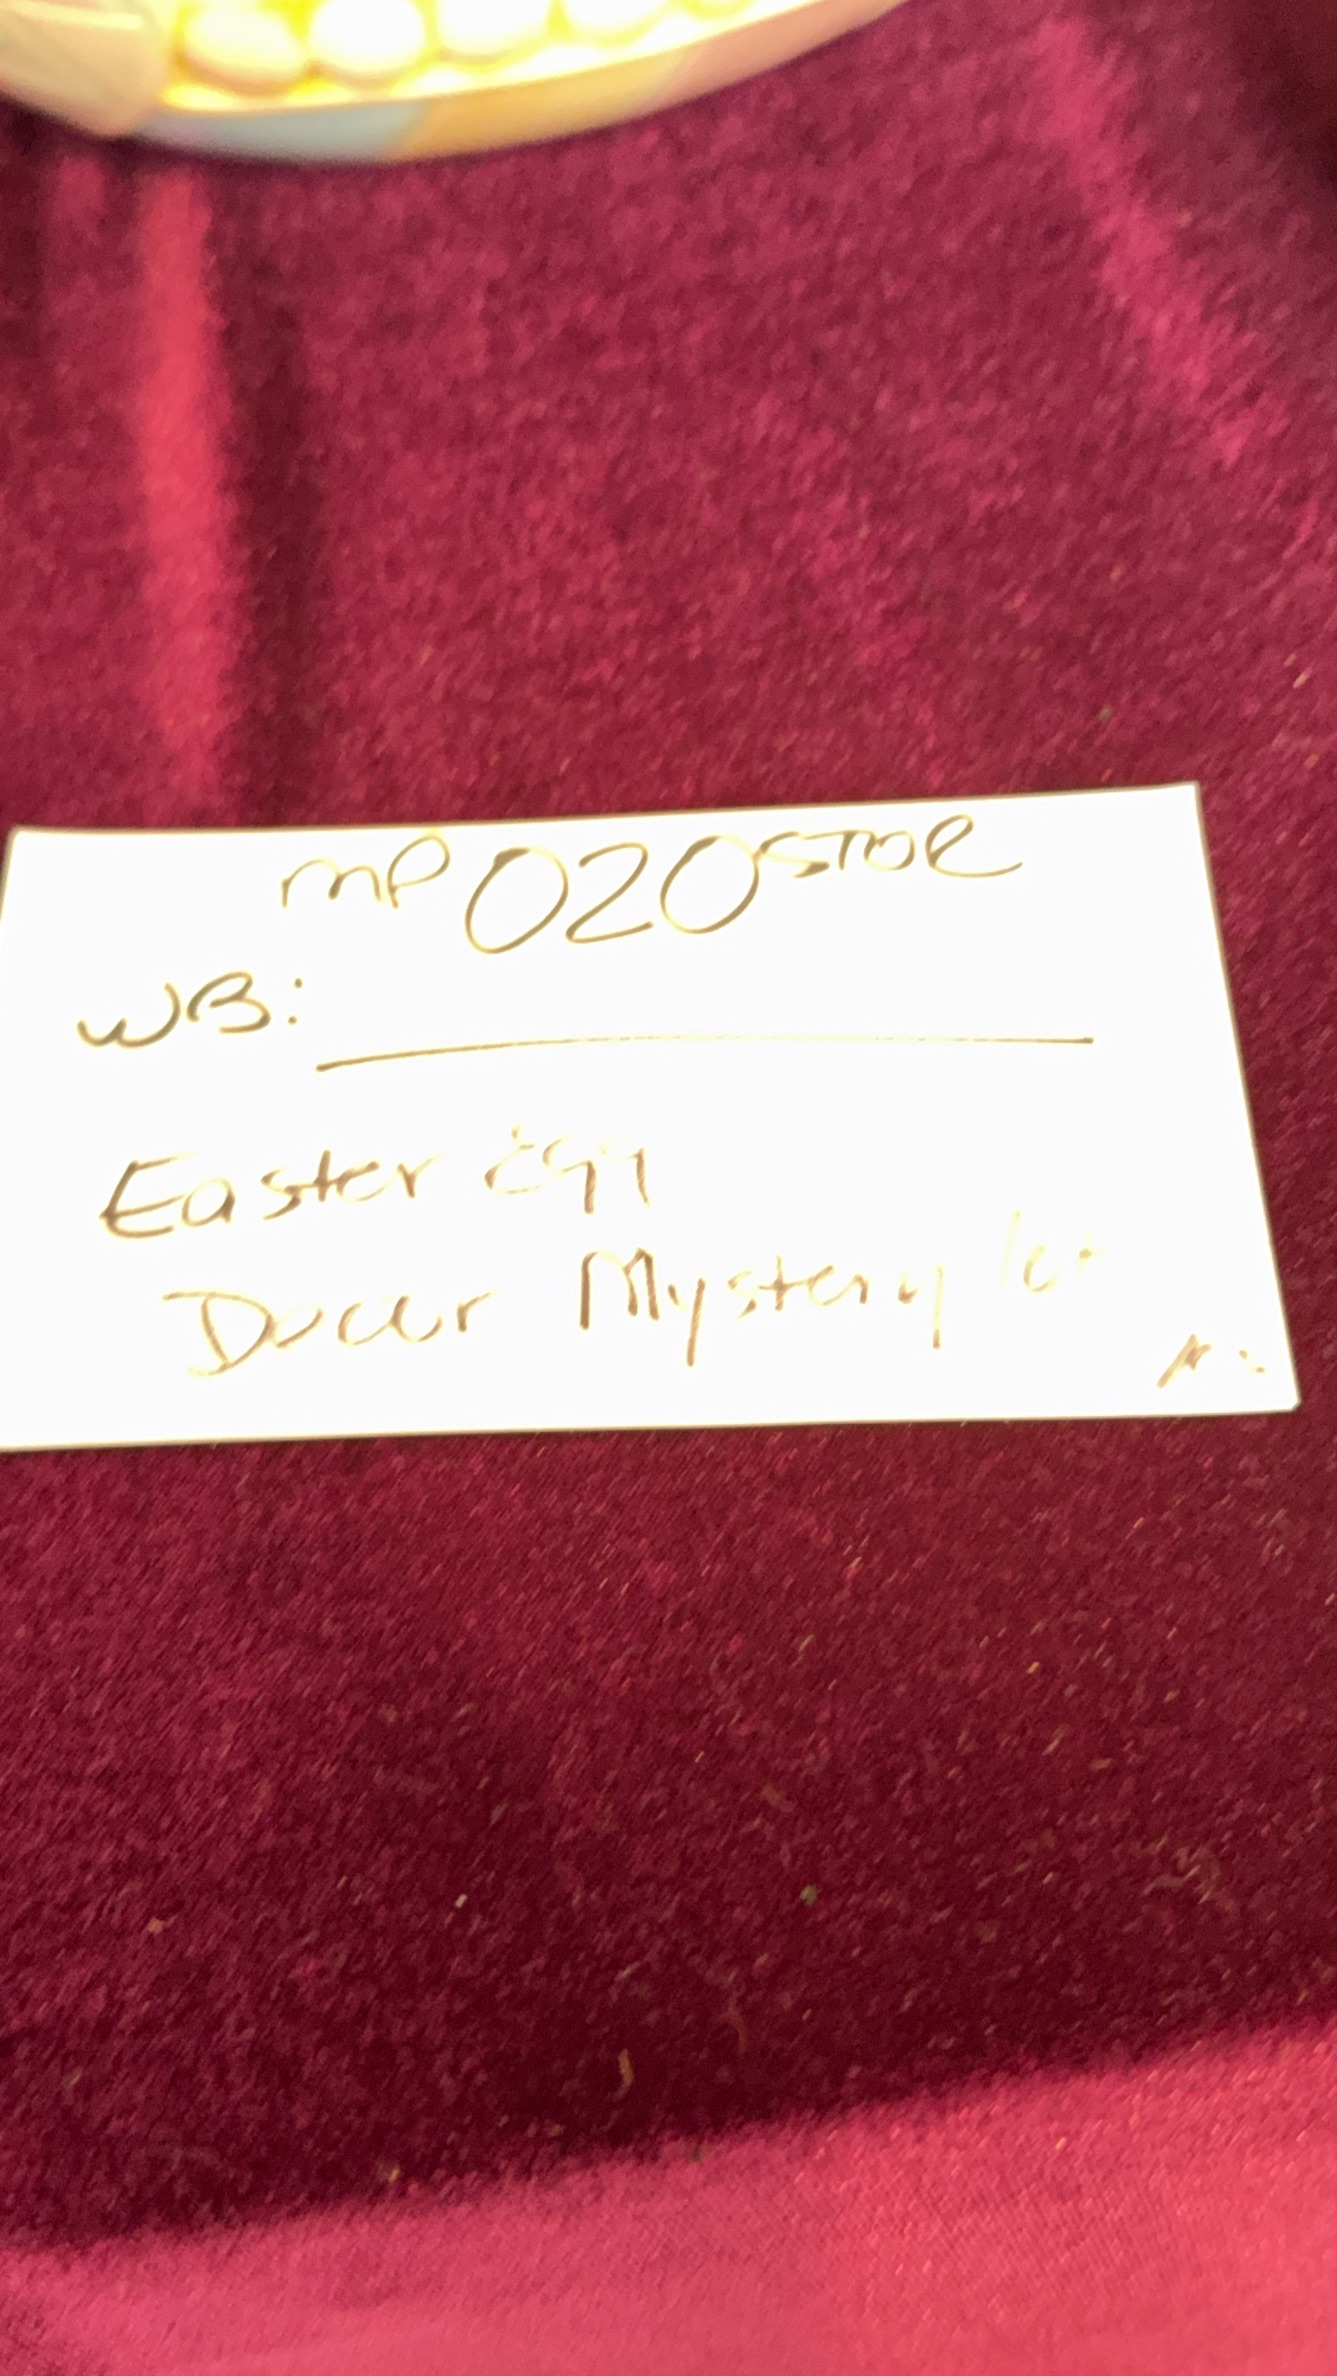 MP 020 STOR
WB:
Easter Egg
Decor Mystery lot